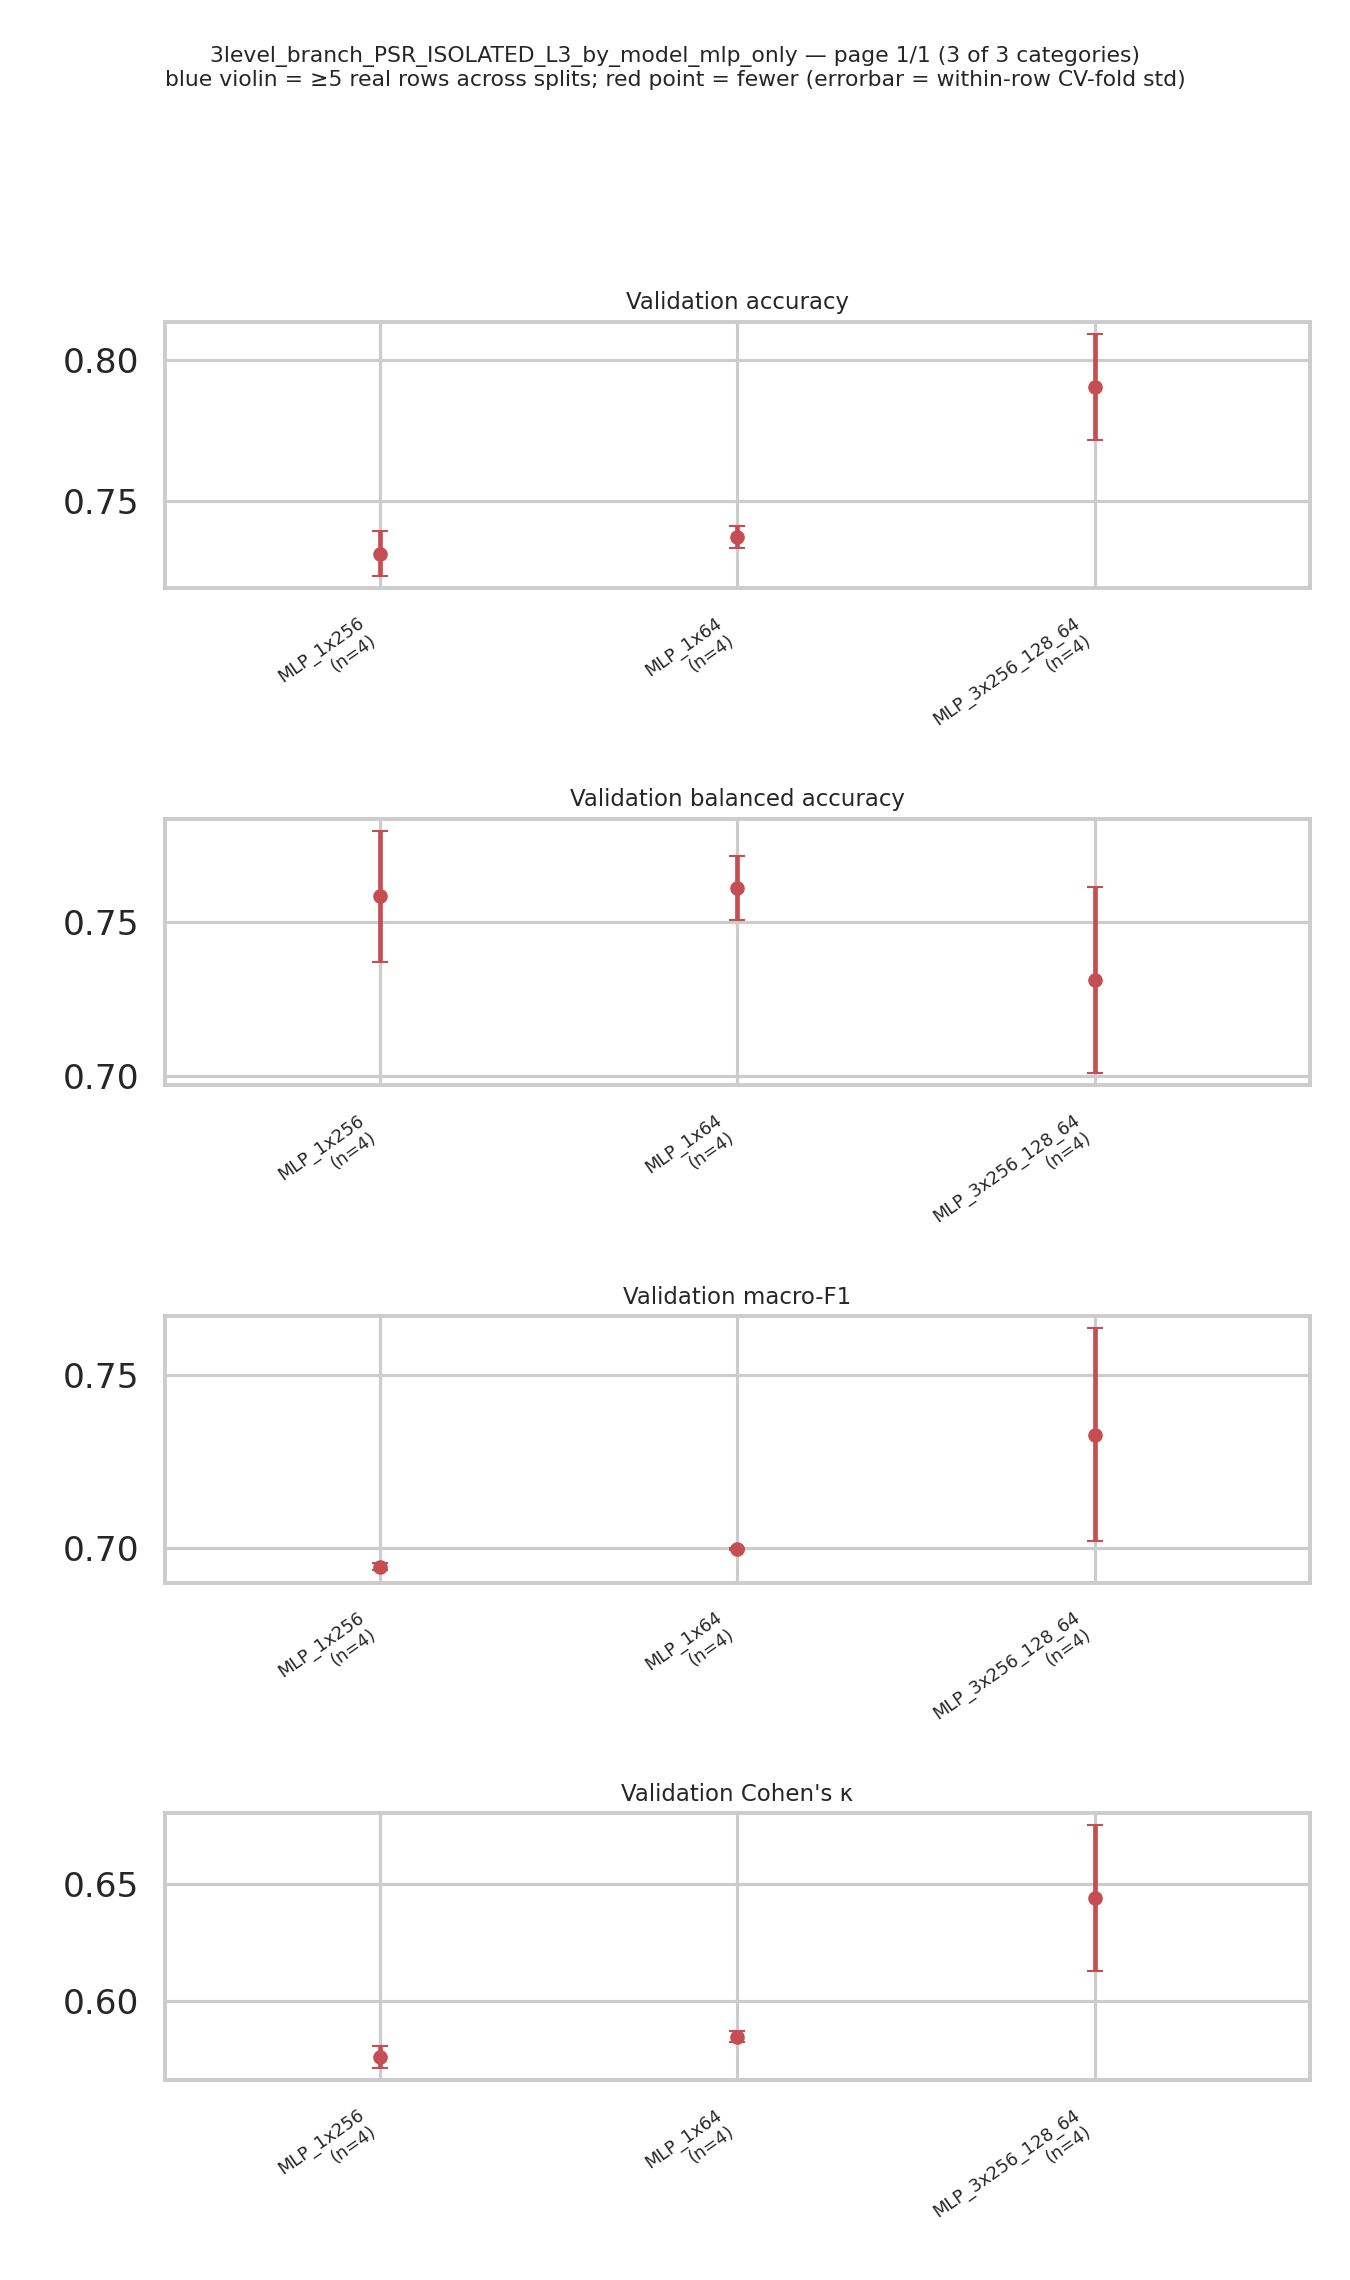 3level_branch_PSR_ISOLATED_L3_by_model_mlp_only — page 1/1 (3 of 3 categories)
blue violin = ≥5 real rows across splits; red point = fewer (errorbar = within-row CV-fold std)
Validation accuracy
0.80
0.75
MLP_1x256
(n=4)
MLP_1x64
(n=4)
MLP_3x256_128_64
(n=4)
Validation balanced accuracy
0.75
0.70
MLP_1x256
(n=4)
MLP_1x64
(n=4)
MLP_3x256_128_64
(n=4)
Validation macro-F1
0.75
0.70
MLP_1x256
(n=4)
MLP_1x64
(n=4)
MLP_3x256_128_64
(n=4)
Validation Cohen's κ
0.65
0.60
MLP_1x256
(n=4)
MLP_1x64
(n=4)
MLP_3x256_128_64
(n=4)